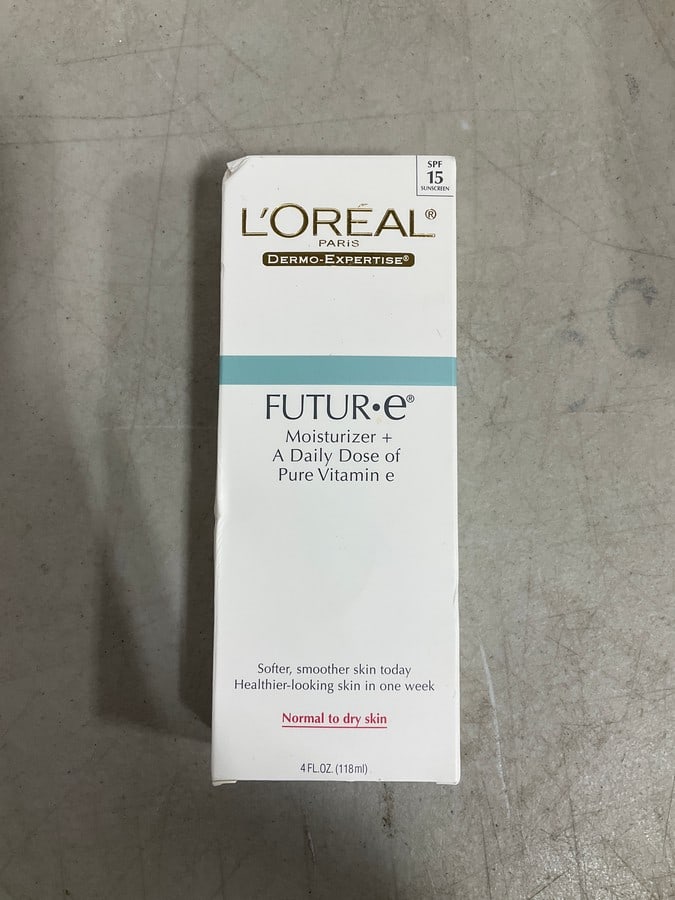 SPF
15
SUNSCREEN
L'ORÉAL®
PARIS
DERMO-EXPERTISE®
FUTUR•e®
Moisturizer +
A Daily Dose of
Pure Vitamin e
Softer, smoother skin today
Healthier-looking skin in one week
Normal to dry skin
4 FL.OZ. (118ml)